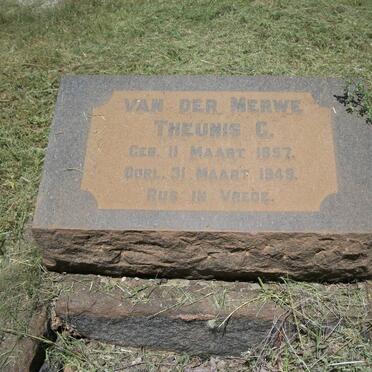 VAN DER MERWE
THEUNIS C.
GEB. 11 MAART 1857.
OORL. 31 MAART 1949.
RUS IN VREDE.